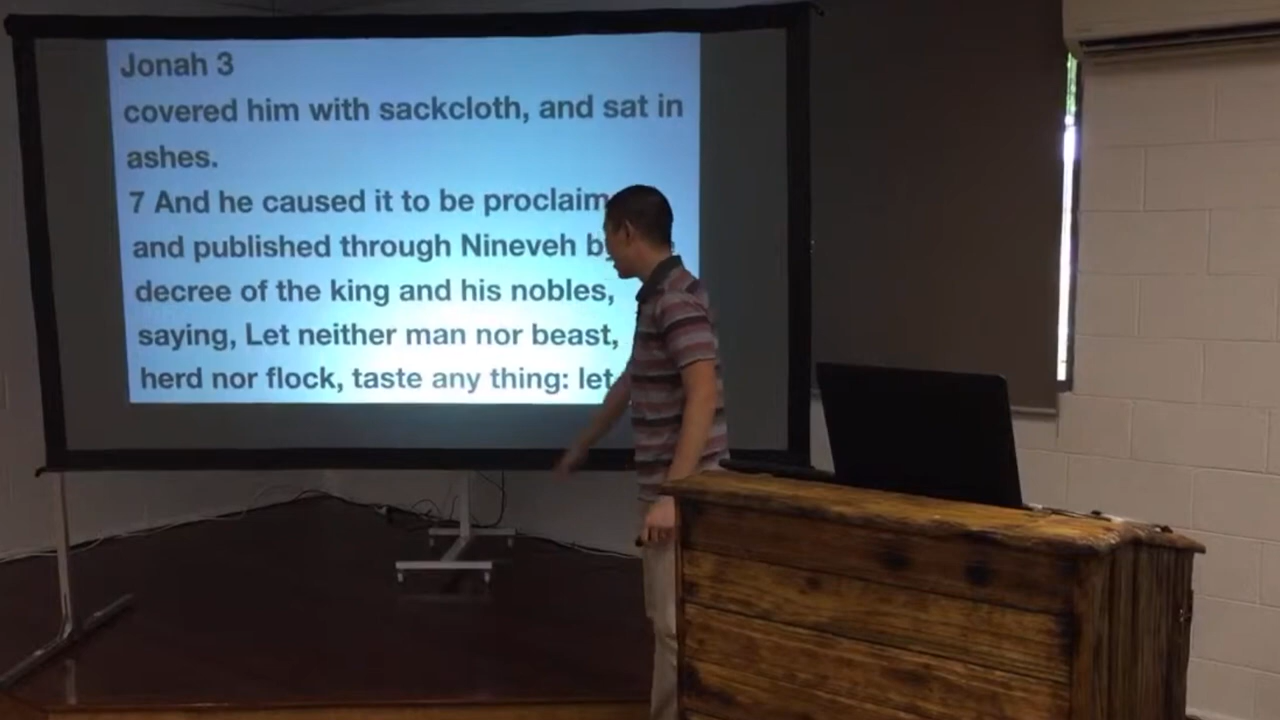 Jonah 3
covered him with sackcloth, and sat in
ashes.
7 And he caused it to be proclaim
and published through Nineveh b
decree of the king and his nobles,
saying, Let neither man nor beast,
herd nor flock, taste any thing: let